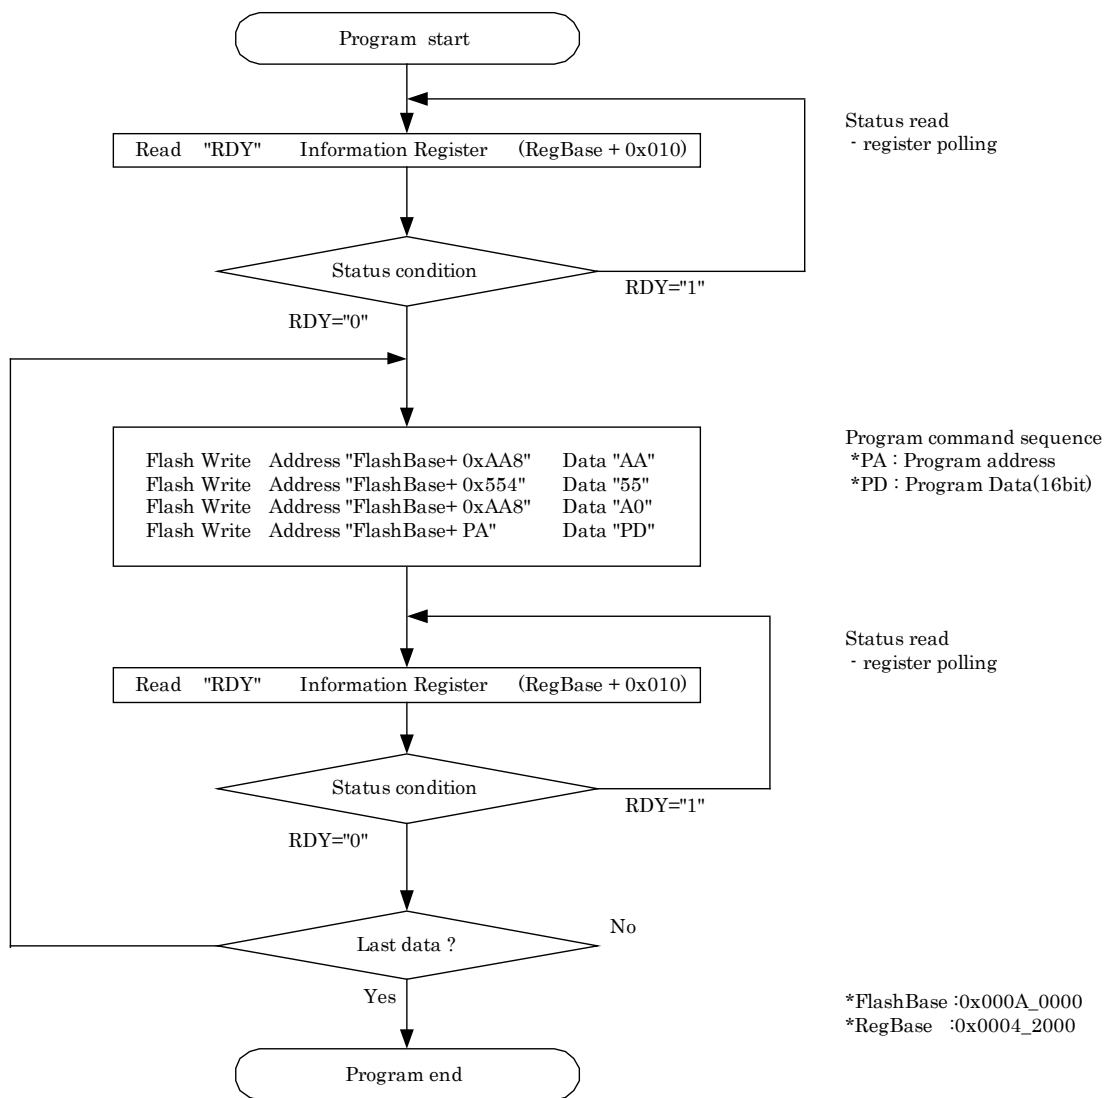 Program start
Status read
- register polling
Read "RDY" Information Register (RegBase + 0x010)
Status condition
RDY="1"
RDY="0"
Program command sequence
*PA : Program address
*PD : Program Data(16bit)
Flash Write Address "FlashBase+ 0xAA8" Data "AA"
Flash Write Address "FlashBase+ 0x554" Data "55"
Flash Write Address "FlashBase+ 0xAA8" Data "A0"
Flash Write Address "FlashBase+ PA" Data "PD"
Status read
- register polling
Read "RDY" Information Register (RegBase + 0x010)
Status condition
RDY="1"
RDY="0"
Last data ?
No
Yes
*FlashBase :0x000A_0000
*RegBase :0x0004_2000
Program end